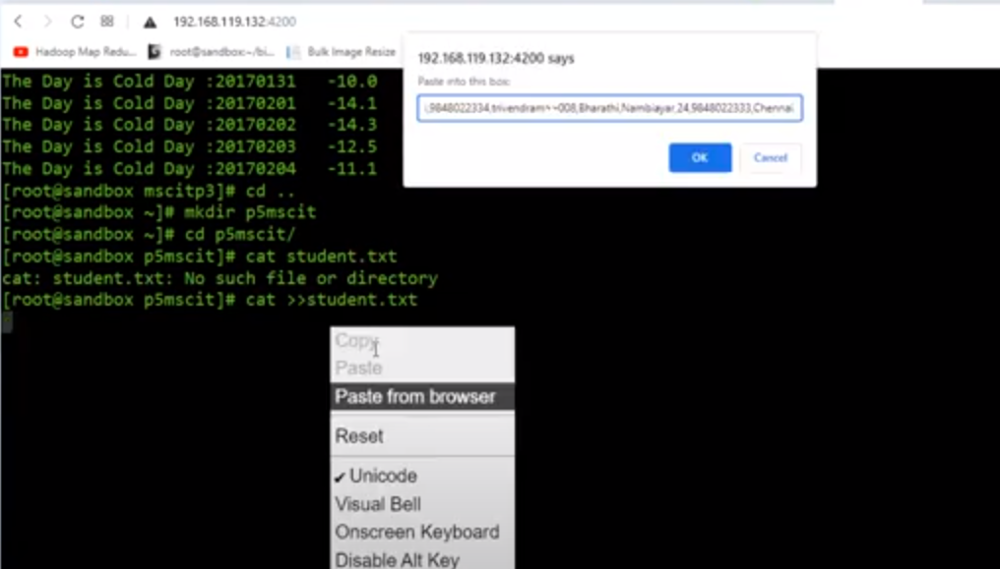 192.168.119.132:4200
Hadoop Map Redu...
root@sandbox:~/bi...
Bulk Image Resize
192.168.119.132:4200 says
Paste into this box:
,9848022334,trivendram~~008,Bharathi,Nambiayar,24,9848022333,Chennai.
OK
Cancel
The Day is Cold Day :20170131 -10.0
The Day is Cold Day :20170201 -14.1
The Day is Cold Day :20170202 -14.3
The Day is Cold Day :20170203 -12.5
The Day is Cold Day :20170204 -11.1
[root@sandbox mscitp3]# cd ..
[root@sandbox ~]# mkdir p5mscit
[root@sandbox ~]# cd p5mscit/
[root@sandbox p5mscit]# cat student.txt
cat: student.txt: No such file or directory
[root@sandbox p5mscit]# cat >>student.txt
Copy
Paste
Paste from browser
Reset
✔ Unicode
Visual Bell
Onscreen Keyboard
Disable Alt Key